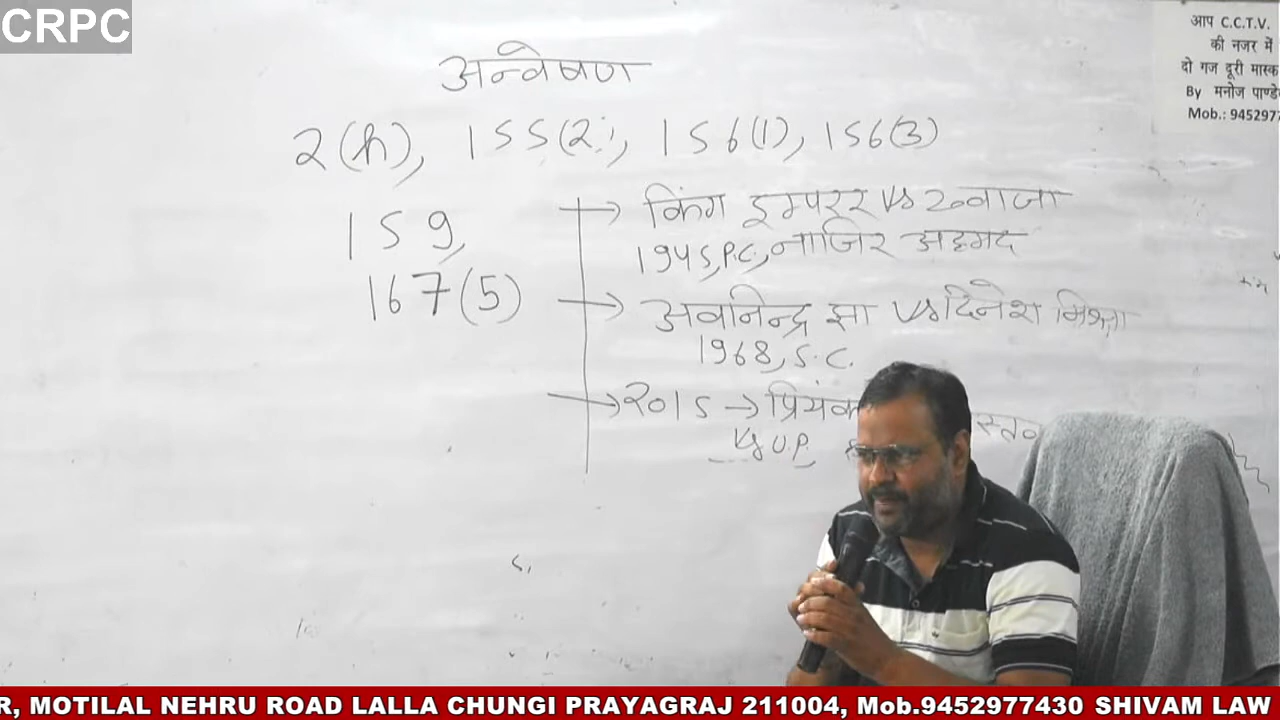 CRPC
आप C.C.T.V.
की नजर में
दो गज दूरी मास्क
By मनोज पाण्डे
Mob.: 945297
अन्वेषण
2(h), 155(2), 156(1), 156(3)
159,
167(5)
→ किंग इम्परर VS ख्वाजा
1945, P.C., नाजिर अहमद
→ अवनिन्द्र झा VS दिनेश मिश्रा
1968, S.C.
→ 2015 → प्रियंक स्तव
VS U.P.
R, MOTILAL NEHRU ROAD LALLA CHUNGI PRAYAGRAJ 211004, Mob.9452977430 SHIVAM LAW